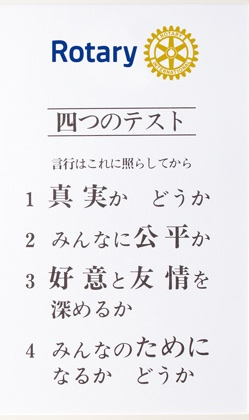 Rotary
ROTARY
INTERNATIONAL
四つのテスト
言行はこれに照らしてから
1 真実か どうか
2 みんなに公平か
3 好意と友情を
深めるか
4 みんなのために
なるか どうか